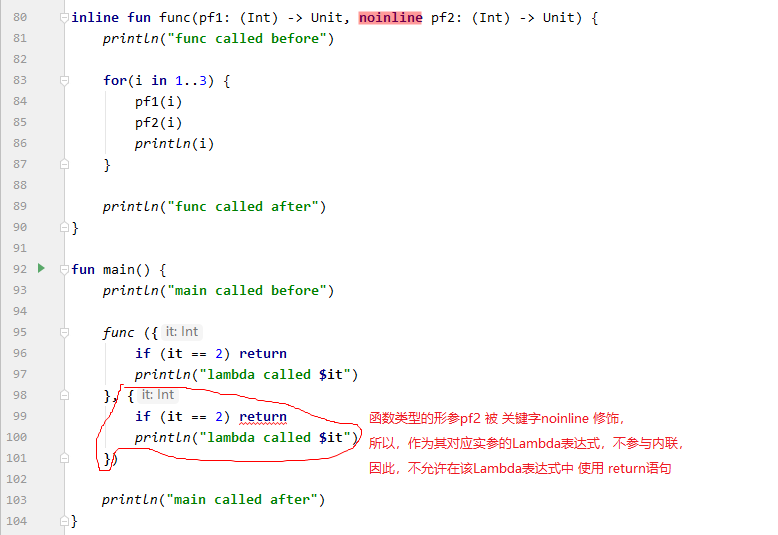 80 inline fun func(pf1: (Int) -> Unit, noinline pf2: (Int) -> Unit) {
81     println("func called before")
82
83     for(i in 1..3) {
84         pf1(i)
85         pf2(i)
86         println(i)
87     }
88
89     println("func called after")
90 }
91
92 fun main() {
93     println("main called before")
94
95     func ({ it: Int
96         if (it == 2) return
97         println("lambda called $it")
98     }, { it: Int
99         if (it == 2) return 函数类型的形参pf2 被 关键字noinline 修饰,
100         println("lambda called $it") 所以，作为其对应实参的Lambda表达式，不参与内联，
101     }) 因此，不允许在该Lambda表达式中 使用 return语句
102
103     println("main called after")
104 }